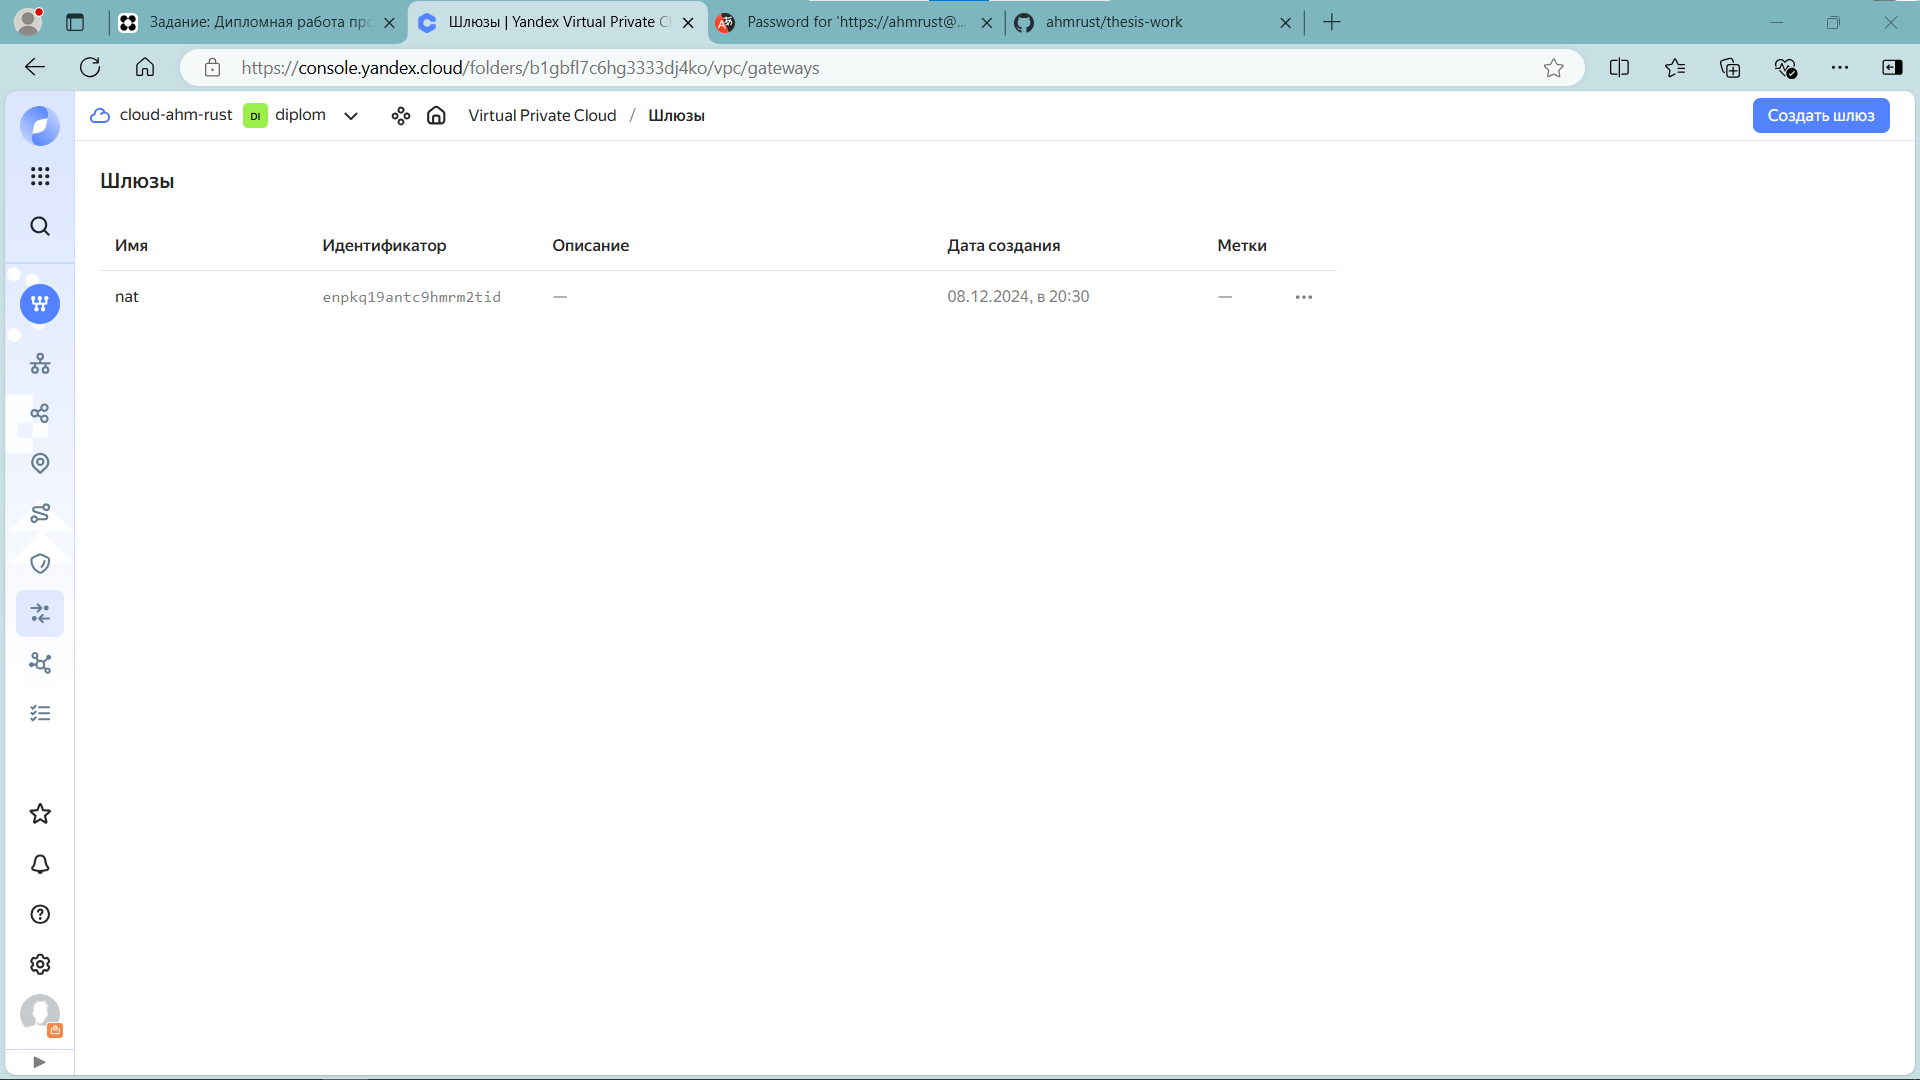 Задание: Дипломная работа про
Шлюзы | Yandex Virtual Private Cl
Password for 'https://ahmrust@...
ahmrust/thesis-work
https://console.yandex.cloud/folders/b1gbfl7c6hg3333dj4ko/vpc/gateways
cloud-ahm-rust DI diplom Virtual Private Cloud / Шлюзы Создать шлюз
Шлюзы
Имя Идентификатор Описание Дата создания Метки
nat enpkq19antc9hmrm2tid — 08.12.2024, в 20:30 — •••